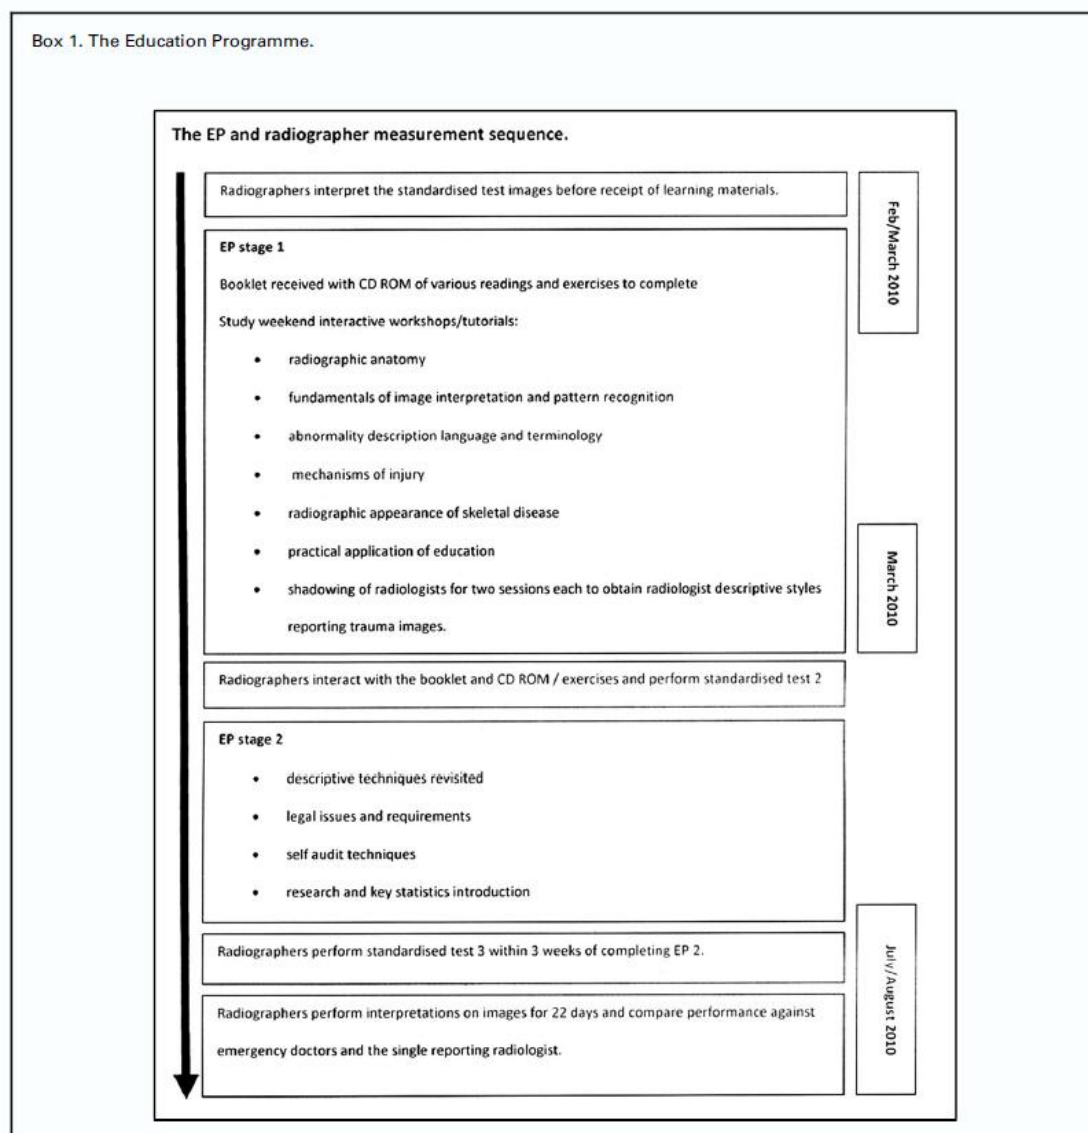 Box 1. The Education Programme.
The EP and radiographer measurement sequence.
Radiographers interpret the standardised test images before receipt of learning materials.
Feb/March 2010
EP stage 1
Booklet received with CD ROM of various readings and exercises to complete
Study weekend interactive workshops/tutorials:
• radiographic anatomy
• fundamentals of image interpretation and pattern recognition
• abnormality description language and terminology
• mechanisms of injury
• radiographic appearance of skeletal disease
• practical application of education
• shadowing of radiologists for two sessions each to obtain radiologist descriptive styles
reporting trauma images.
March 2010
Radiographers interact with the booklet and CD ROM / exercises and perform standardised test 2
EP stage 2
• descriptive techniques revisited
• legal issues and requirements
• self audit techniques
• research and key statistics introduction
Radiographers perform standardised test 3 within 3 weeks of completing EP 2.
Radiographers perform interpretations on images for 22 days and compare performance against
emergency doctors and the single reporting radiologist.
July/August 2010